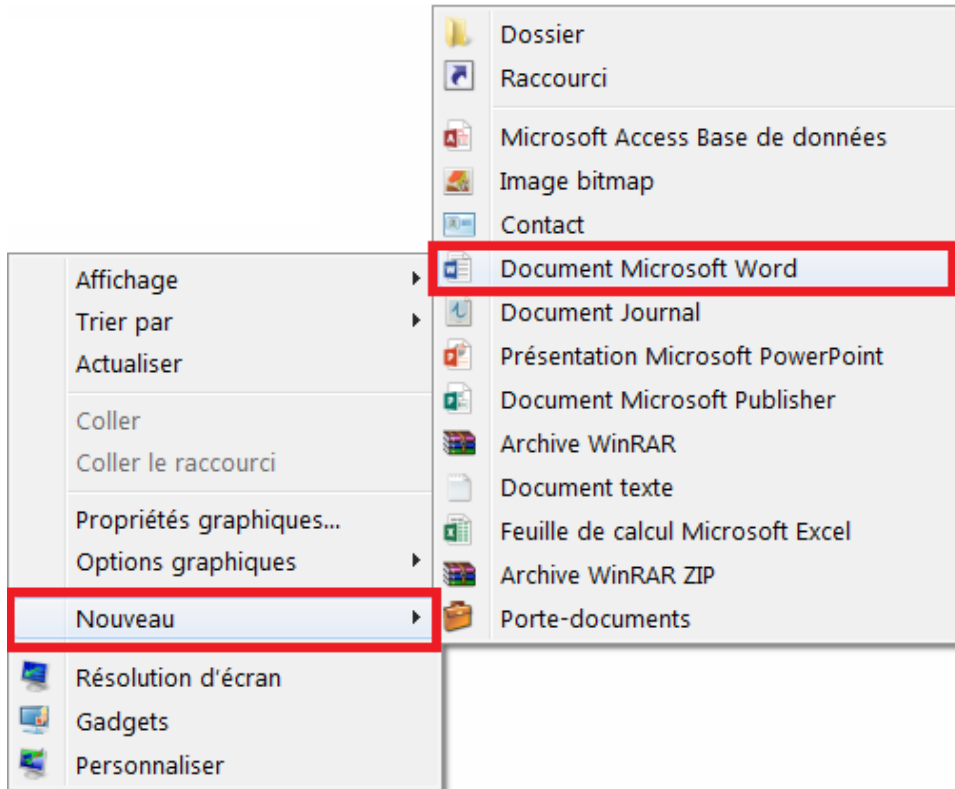 Dossier
Raccourci
Microsoft Access Base de données
Image bitmap
Contact
Document Microsoft Word
Document Journal
Présentation Microsoft PowerPoint
Document Microsoft Publisher
Archive WinRAR
Document texte
Feuille de calcul Microsoft Excel
Archive WinRAR ZIP
Porte-documents
Affichage
Trier par
Actualiser
Coller
Coller le raccourci
Propriétés graphiques...
Options graphiques
Nouveau
Résolution d'écran
Gadgets
Personnaliser